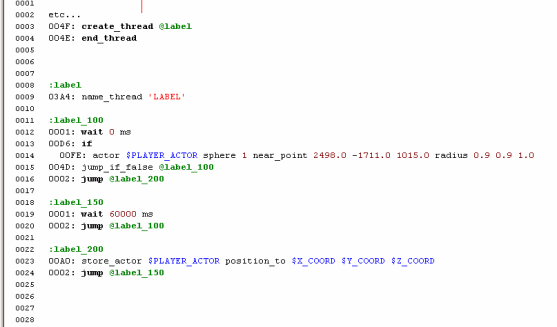 0001
0002 etc...
0003 004F: create_thread @label
0004 004E: end_thread
0005
0006
0007
0008 :label
0009 03A4: name_thread 'LABEL'
0010
0011 :label_100
0012 0001: wait 0 ms
0013 00D6: if
0014 00FE: actor $PLAYER_ACTOR sphere 1 near_point 2498.0 -1711.0 1015.0 radius 0.9 0.9 1.0
0015 004D: jump_if_false @label_100
0016 0002: jump @label_200
0017
0018 :label_150
0019 0001: wait 60000 ms
0020 0002: jump @label_100
0021
0022 :label_200
0023 00A0: store_actor $PLAYER_ACTOR position_to $X_COORD $Y_COORD $Z_COORD
0024 0002: jump @label_150
0025
0026
0027
0028